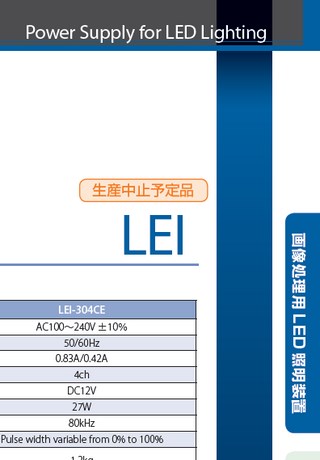 Power Supply for LED Lighting
生産中止予定品
LEI
LEI-304CE
AC100～240V ±10%
50/60Hz
0.83A/0.42A
4ch
DC12V
27W
80kHz
Pulse width variable from 0% to 100%
1.2kg
画像処理用LED照明装置